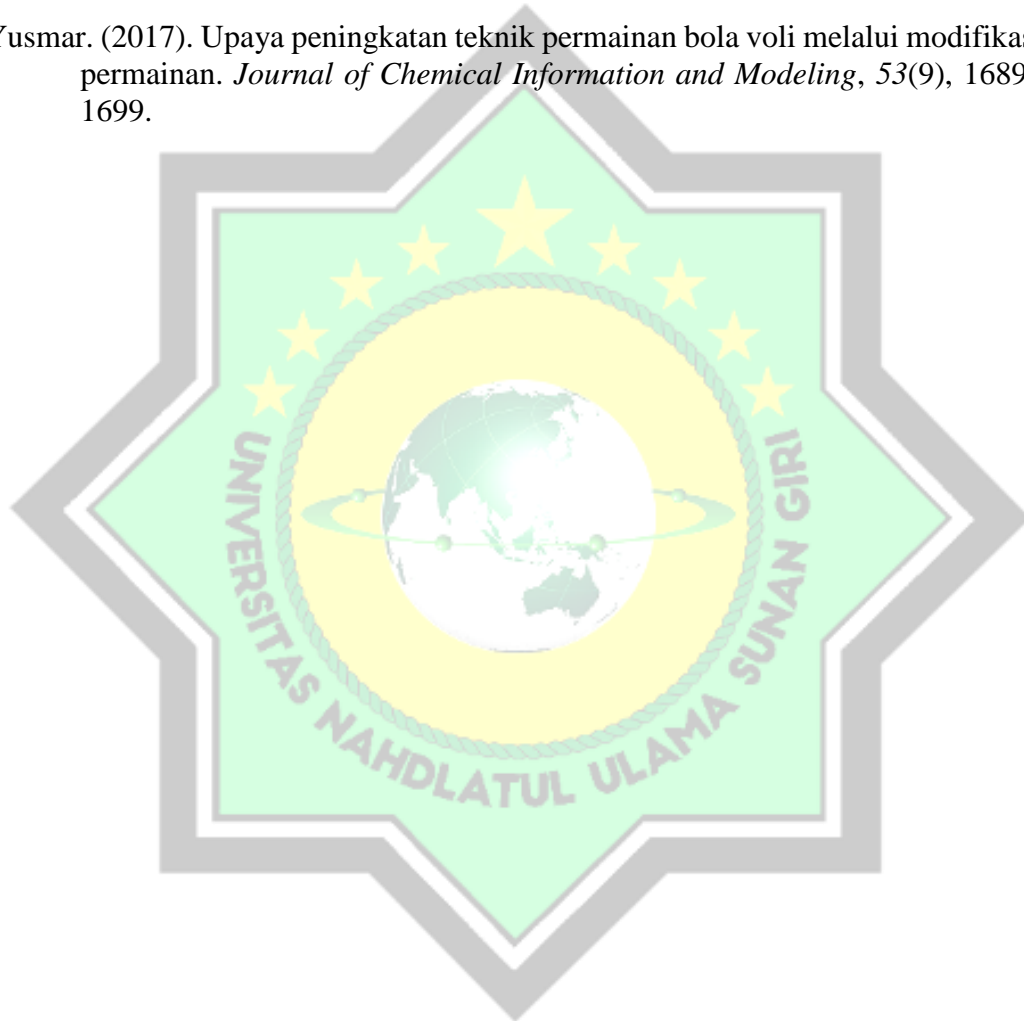 Yusmar. (2017). Upaya peningkatan teknik permainan bola voli melalui modifikas
permainan. Journal of Chemical Information and Modeling, 53(9), 1689
1699.
UNIVERSITAS NAHDLATUL ULAMA SUNAN GIRI